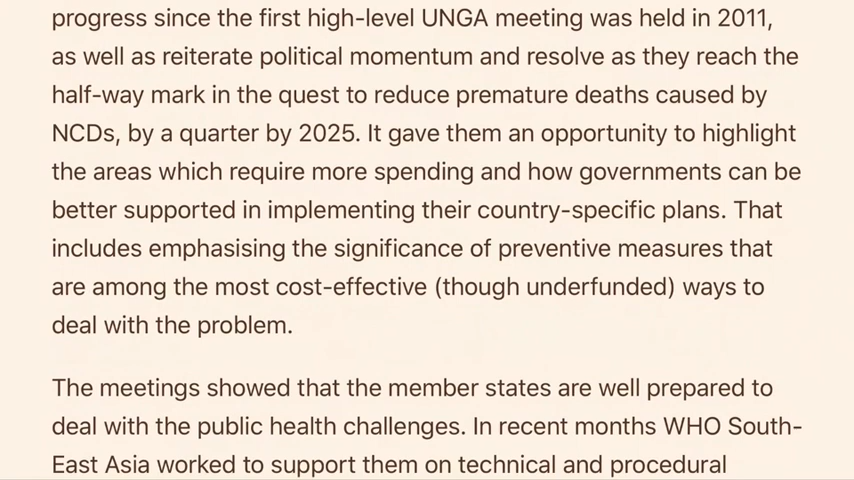 progress since the first high-level UNGA meeting was held in 2011,
as well as reiterate political momentum and resolve as they reach the
half-way mark in the quest to reduce premature deaths caused by
NCDs, by a quarter by 2025. It gave them an opportunity to highlight
the areas which require more spending and how governments can be
better supported in implementing their country-specific plans. That
includes emphasising the significance of preventive measures that
are among the most cost-effective (though underfunded) ways to
deal with the problem.
The meetings showed that the member states are well prepared to
deal with the public health challenges. In recent months WHO South-
East Asia worked to support them on technical and procedural